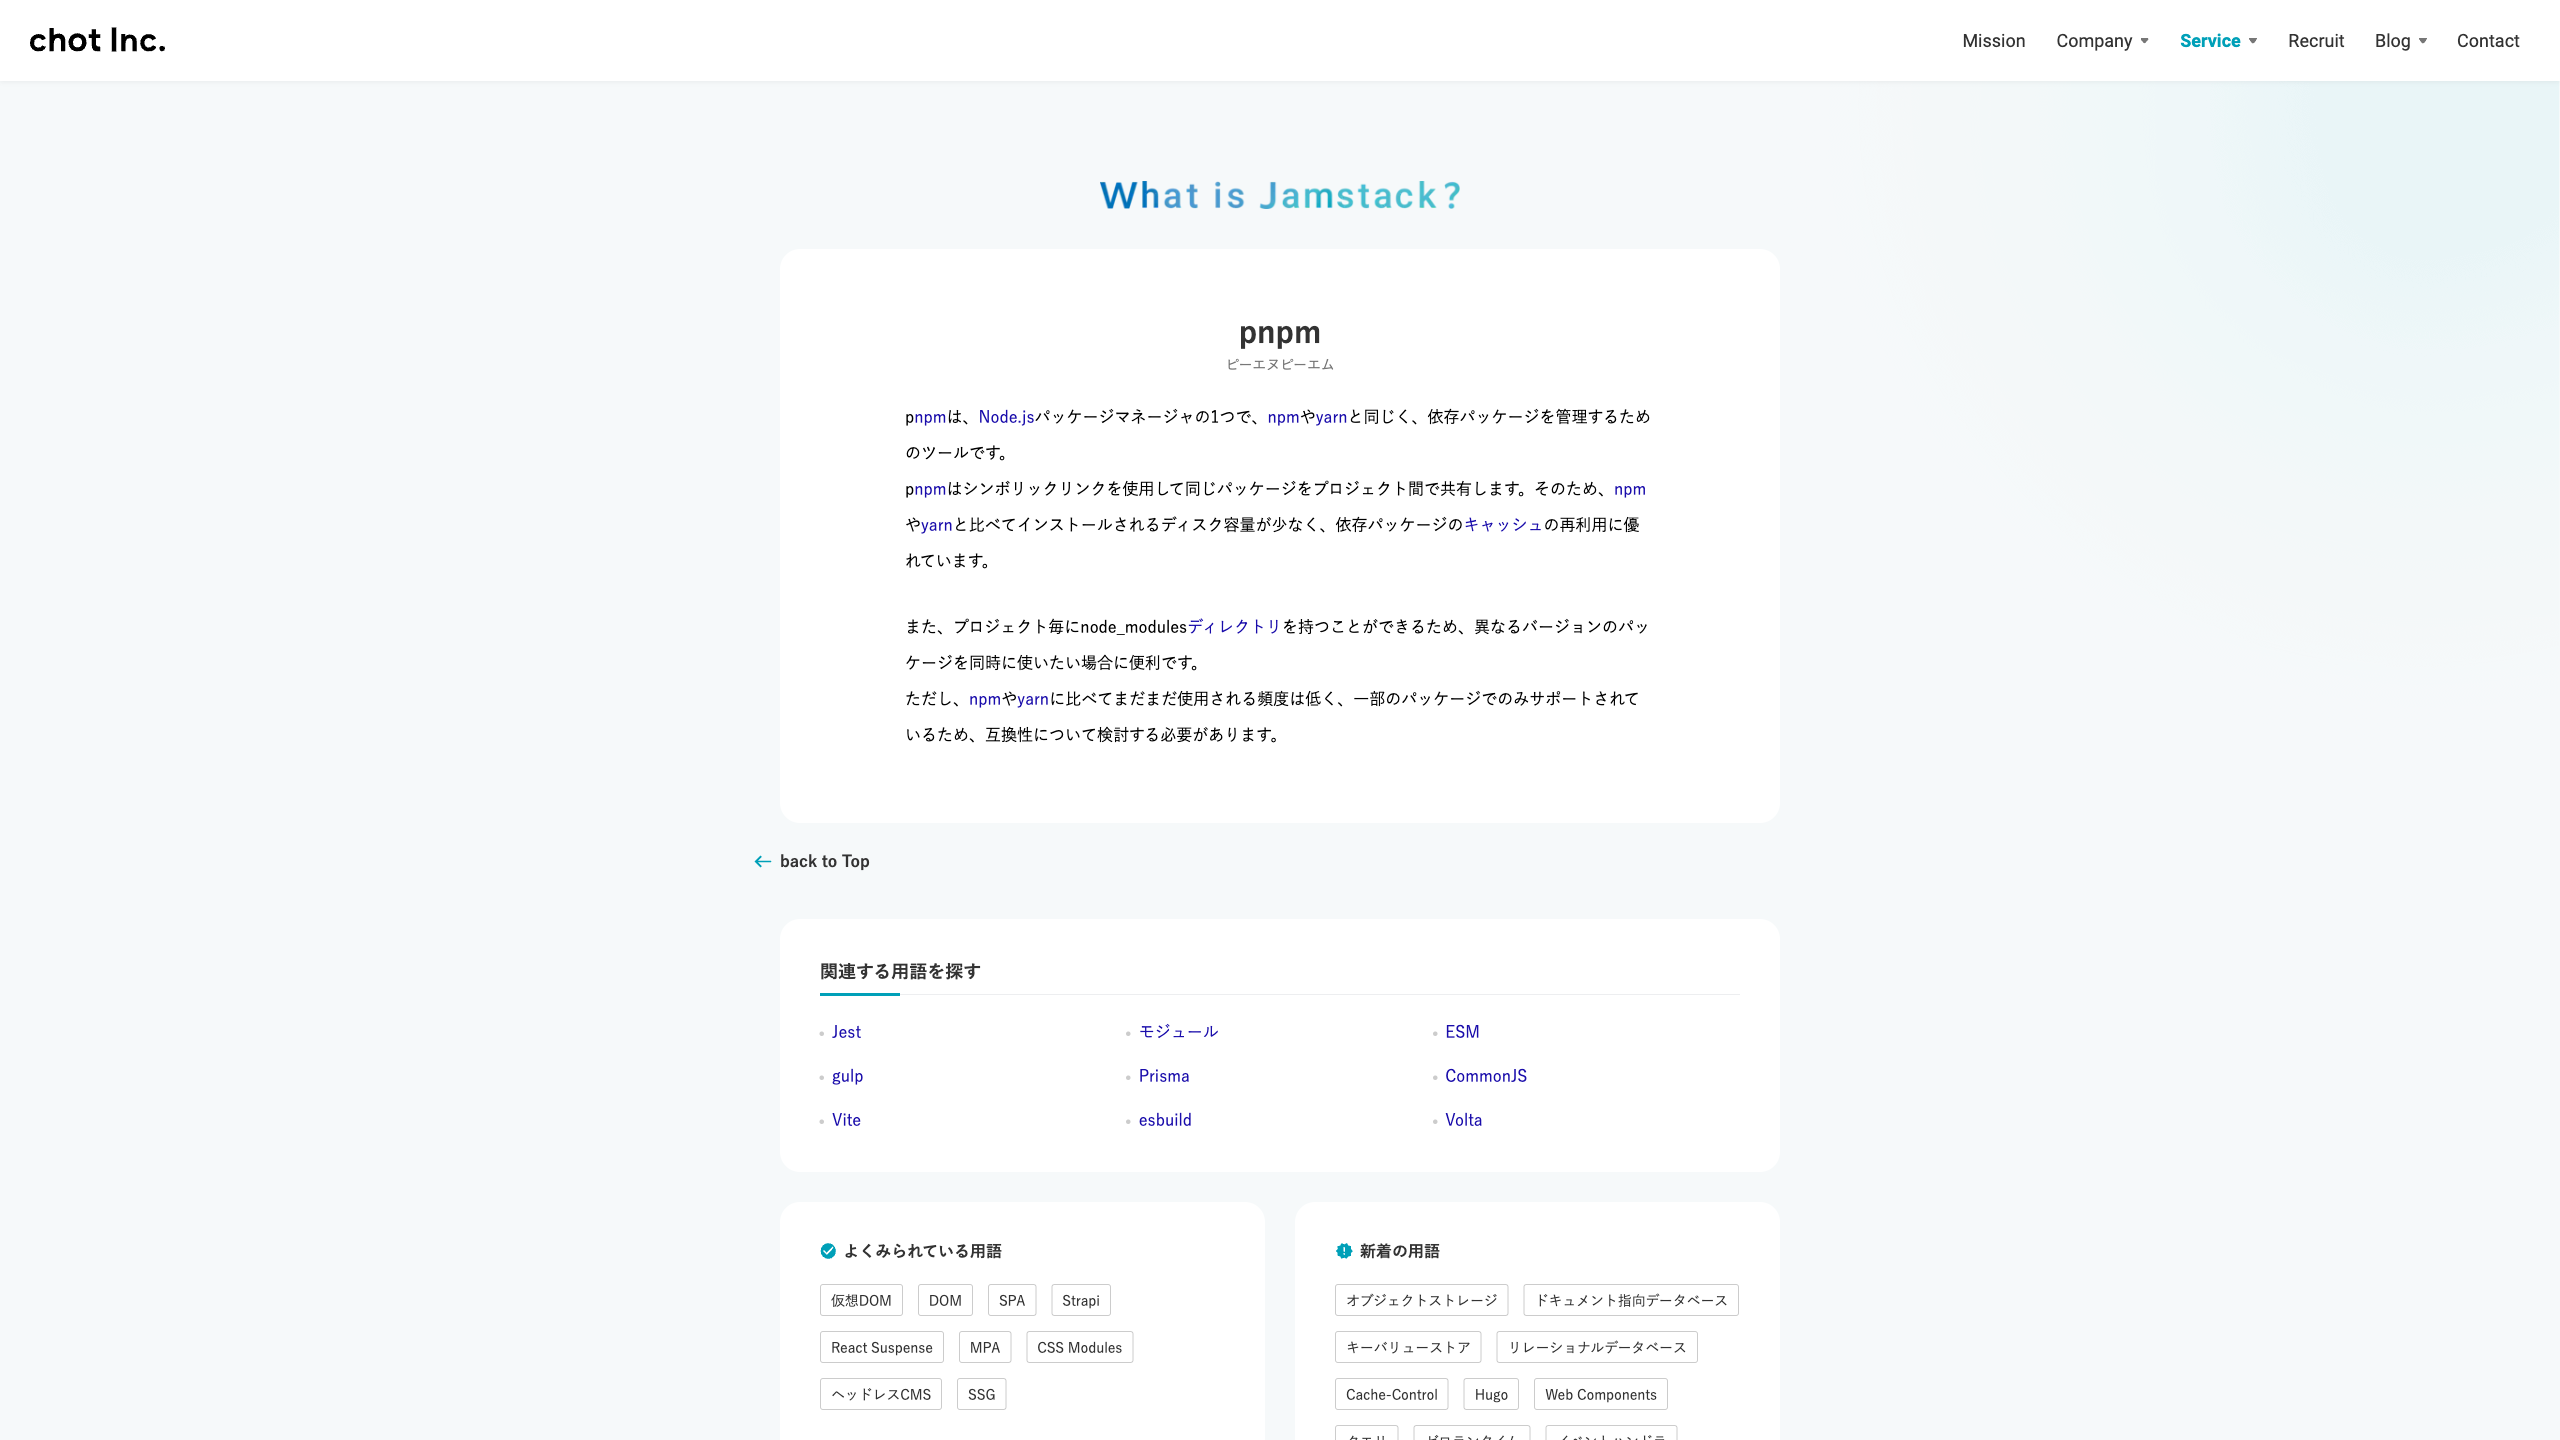 chot Inc.
Mission Company Service Recruit Blog Contact
What is Jamstack?
pnpm
ピーエヌピーエム
pnpmは、Node.jsパッケージマネージャの1つで、npmやyarnと同じく、依存パッケージを管理するため
のツールです。
pnpmはシンボリックリンクを使用して同じパッケージをプロジェクト間で共有します。そのため、npm
やyarnと比べてインストールされるディスク容量が少なく、依存パッケージのキャッシュの再利用に優
れています。
また、プロジェクト毎にnode_modulesディレクトリを持つことができるため、異なるバージョンのパッ
ケージを同時に使いたい場合に便利です。
ただし、npmやyarnに比べてまだまだ使用される頻度は低く、一部のパッケージでのみサポートされて
いるため、互換性について検討する必要があります。
back to Top
関連する用語を探す
Jest モジュール ESM
gulp Prisma CommonJS
Vite esbuild Volta
よくみられている用語
仮想DOM DOM SPA Strapi
React Suspense MPA CSS Modules
ヘッドレスCMS SSG
新着の用語
オブジェクトストレージ ドキュメント指向データベース
キーバリューストア リレーショナルデータベース
Cache-Control Hugo Web Components
クエリ ゼロランタイム イベントハンドラ